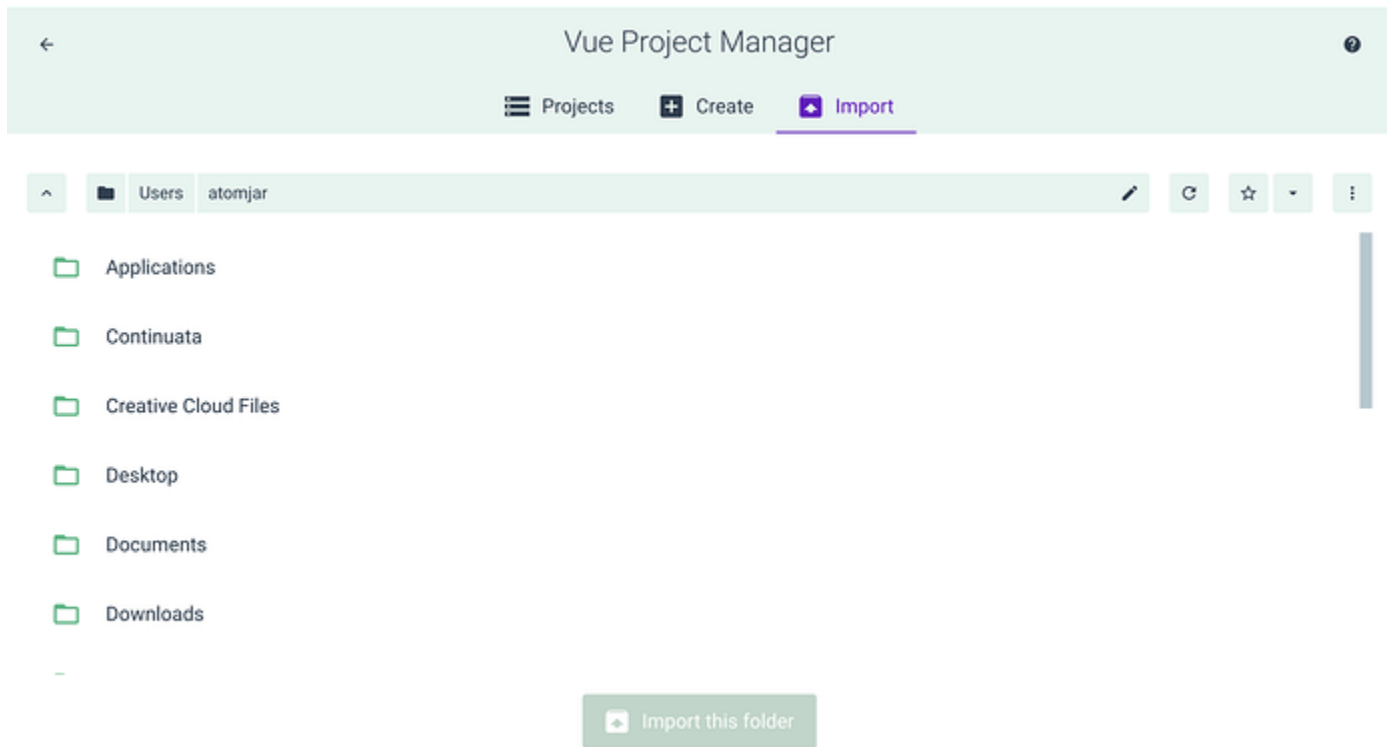 Vue Project Manager
Projects Create Import
Users atomjar
Applications
Continuata
Creative Cloud Files
Desktop
Documents
Downloads
Import this folder